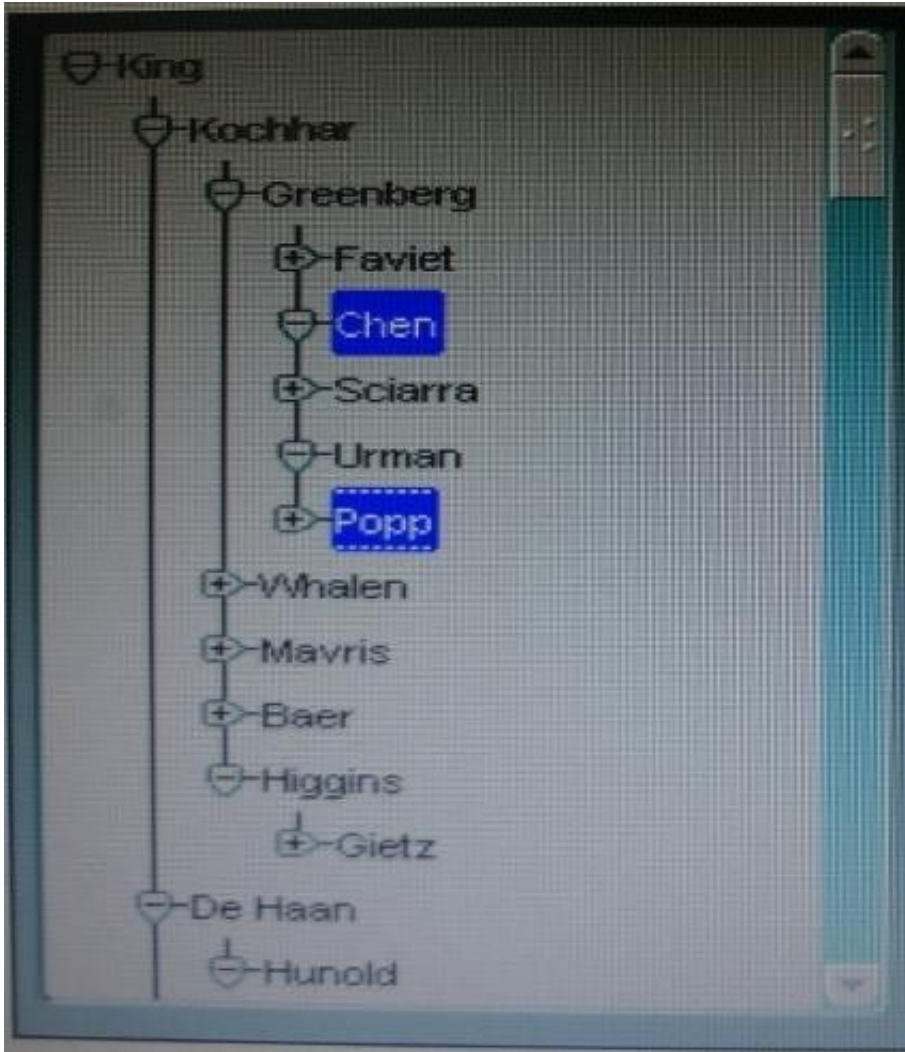 King
Kochhar
Greenberg
Faviet
Chen
Sciarra
Urman
Popp
Whalen
Mavris
Baer
Higgins
Gietz
De Haan
Hunold